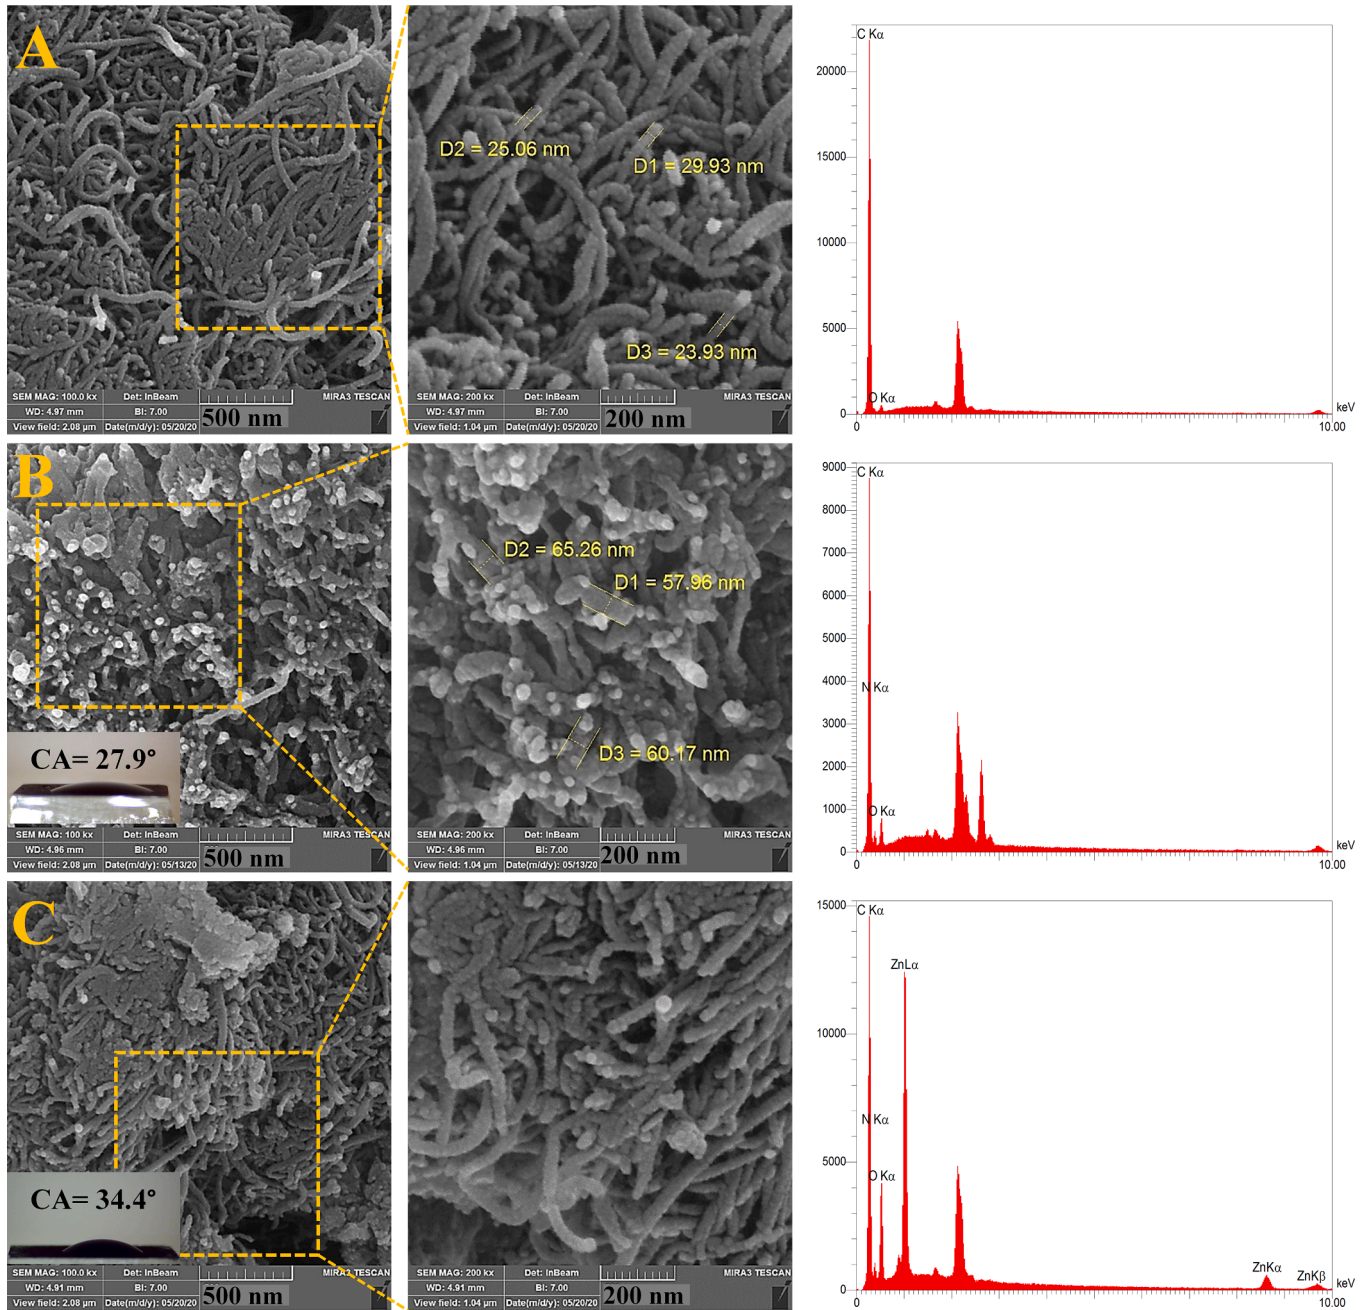 A
D2 = 25.06 nm
D1 = 29.93 nm
D3 = 23.93 nm
SEM MAG: 100.0 kx
Det: InBeam
MIRA3 TESCAN
WD: 4.97 mm
BI: 7.00
500 nm
View field: 2.08 µm
Date(m/d/y): 05/20/20
SEM MAG: 200 kx
Det: InBeam
MIRA3 TESCAN
WD: 4.97 mm
BI: 7.00
200 nm
View field: 1.04 µm
Date(m/d/y): 05/20/20
C Kα
20000
15000
10000
5000
O Kα
0
0
keV
10.00
B
CA= 27.9°
D2 = 65.26 nm
D1 = 57.96 nm
D3 = 60.17 nm
SEM MAG: 100 kx
Det: InBeam
MIRA3 TESCAN
WD: 4.96 mm
BI: 7.00
500 nm
View field: 2.08 µm
Date(m/d/y): 05/13/20
SEM MAG: 200 kx
Det: InBeam
MIRA3 TESCAN
WD: 4.96 mm
BI: 7.00
200 nm
View field: 1.04 µm
Date(m/d/y): 05/13/20
9000
C Kα
8000
7000
6000
5000
4000
N Kα
3000
2000
1000
O Kα
0
0
keV
10.00
C
CA= 34.4°
SEM MAG: 100.0 kx
Det: InBeam
MIRA3 TESCAN
WD: 4.91 mm
BI: 7.00
500 nm
View field: 2.08 µm
Date(m/d/y): 05/20/20
SEM MAG: 200 kx
Det: InBeam
MIRA3 TESCAN
WD: 4.91 mm
BI: 7.00
200 nm
View field: 1.04 µm
Date(m/d/y): 05/20/20
15000
C Kα
ZnLα
10000
N Kα
5000
O Kα
ZnKα
ZnKβ
0
0
keV
10.00